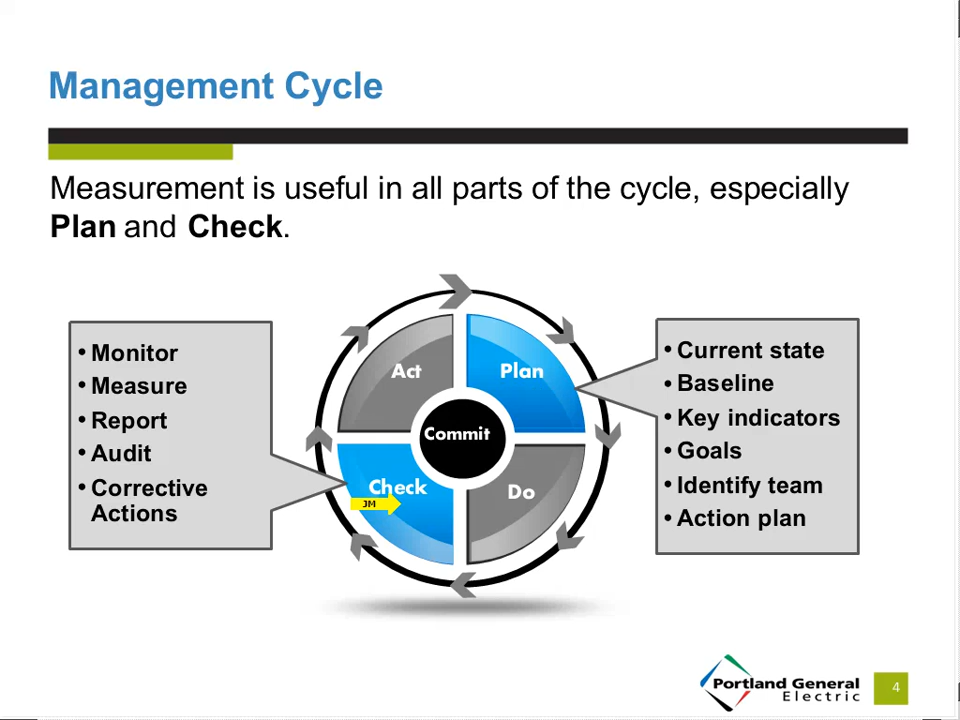 Management Cycle
Measurement is useful in all parts of the cycle, especially
Plan and Check.
• Monitor
• Measure
• Report
• Audit
• Corrective
Actions
Act
Plan
Commit
Check
JM
Do
• Current state
• Baseline
• Key indicators
• Goals
• Identify team
• Action plan
Portland General
Electric
4